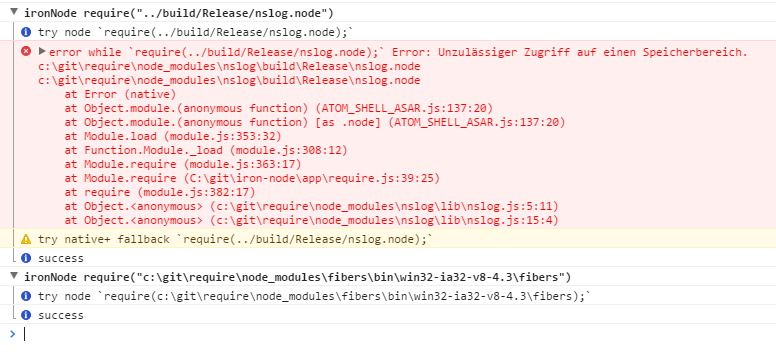 ironNode require("../build/Release/nslog.node")
try node `require(../build/Release/nslog.node);`
error while `require(../build/Release/nslog.node);` Error: Unzulässiger Zugriff auf einen Speicherbereich.
c:\git\require\node_modules\nslog\build\Release\nslog.node
c:\git\require\node_modules\nslog\build\Release\nslog.node
at Error (native)
at Object.module.(anonymous function) (ATOM_SHELL_ASAR.js:137:20)
at Object.module.(anonymous function) [as .node] (ATOM_SHELL_ASAR.js:137:20)
at Module.load (module.js:353:32)
at Function.Module._load (module.js:308:12)
at Module.require (module.js:363:17)
at Module.require (C:\git\iron-node\app\require.js:39:25)
at require (module.js:382:17)
at Object.<anonymous> (c:\git\require\node_modules\nslog\lib\nslog.js:5:11)
at Object.<anonymous> (c:\git\require\node_modules\nslog\lib\nslog.js:15:4)
try native+ fallback `require(../build/Release/nslog.node);`
success
ironNode require("c:\git\require\node_modules\fibers\bin\win32-ia32-v8-4.3\fibers")
try node `require(c:\git\require\node_modules\fibers\bin\win32-ia32-v8-4.3\fibers);`
success